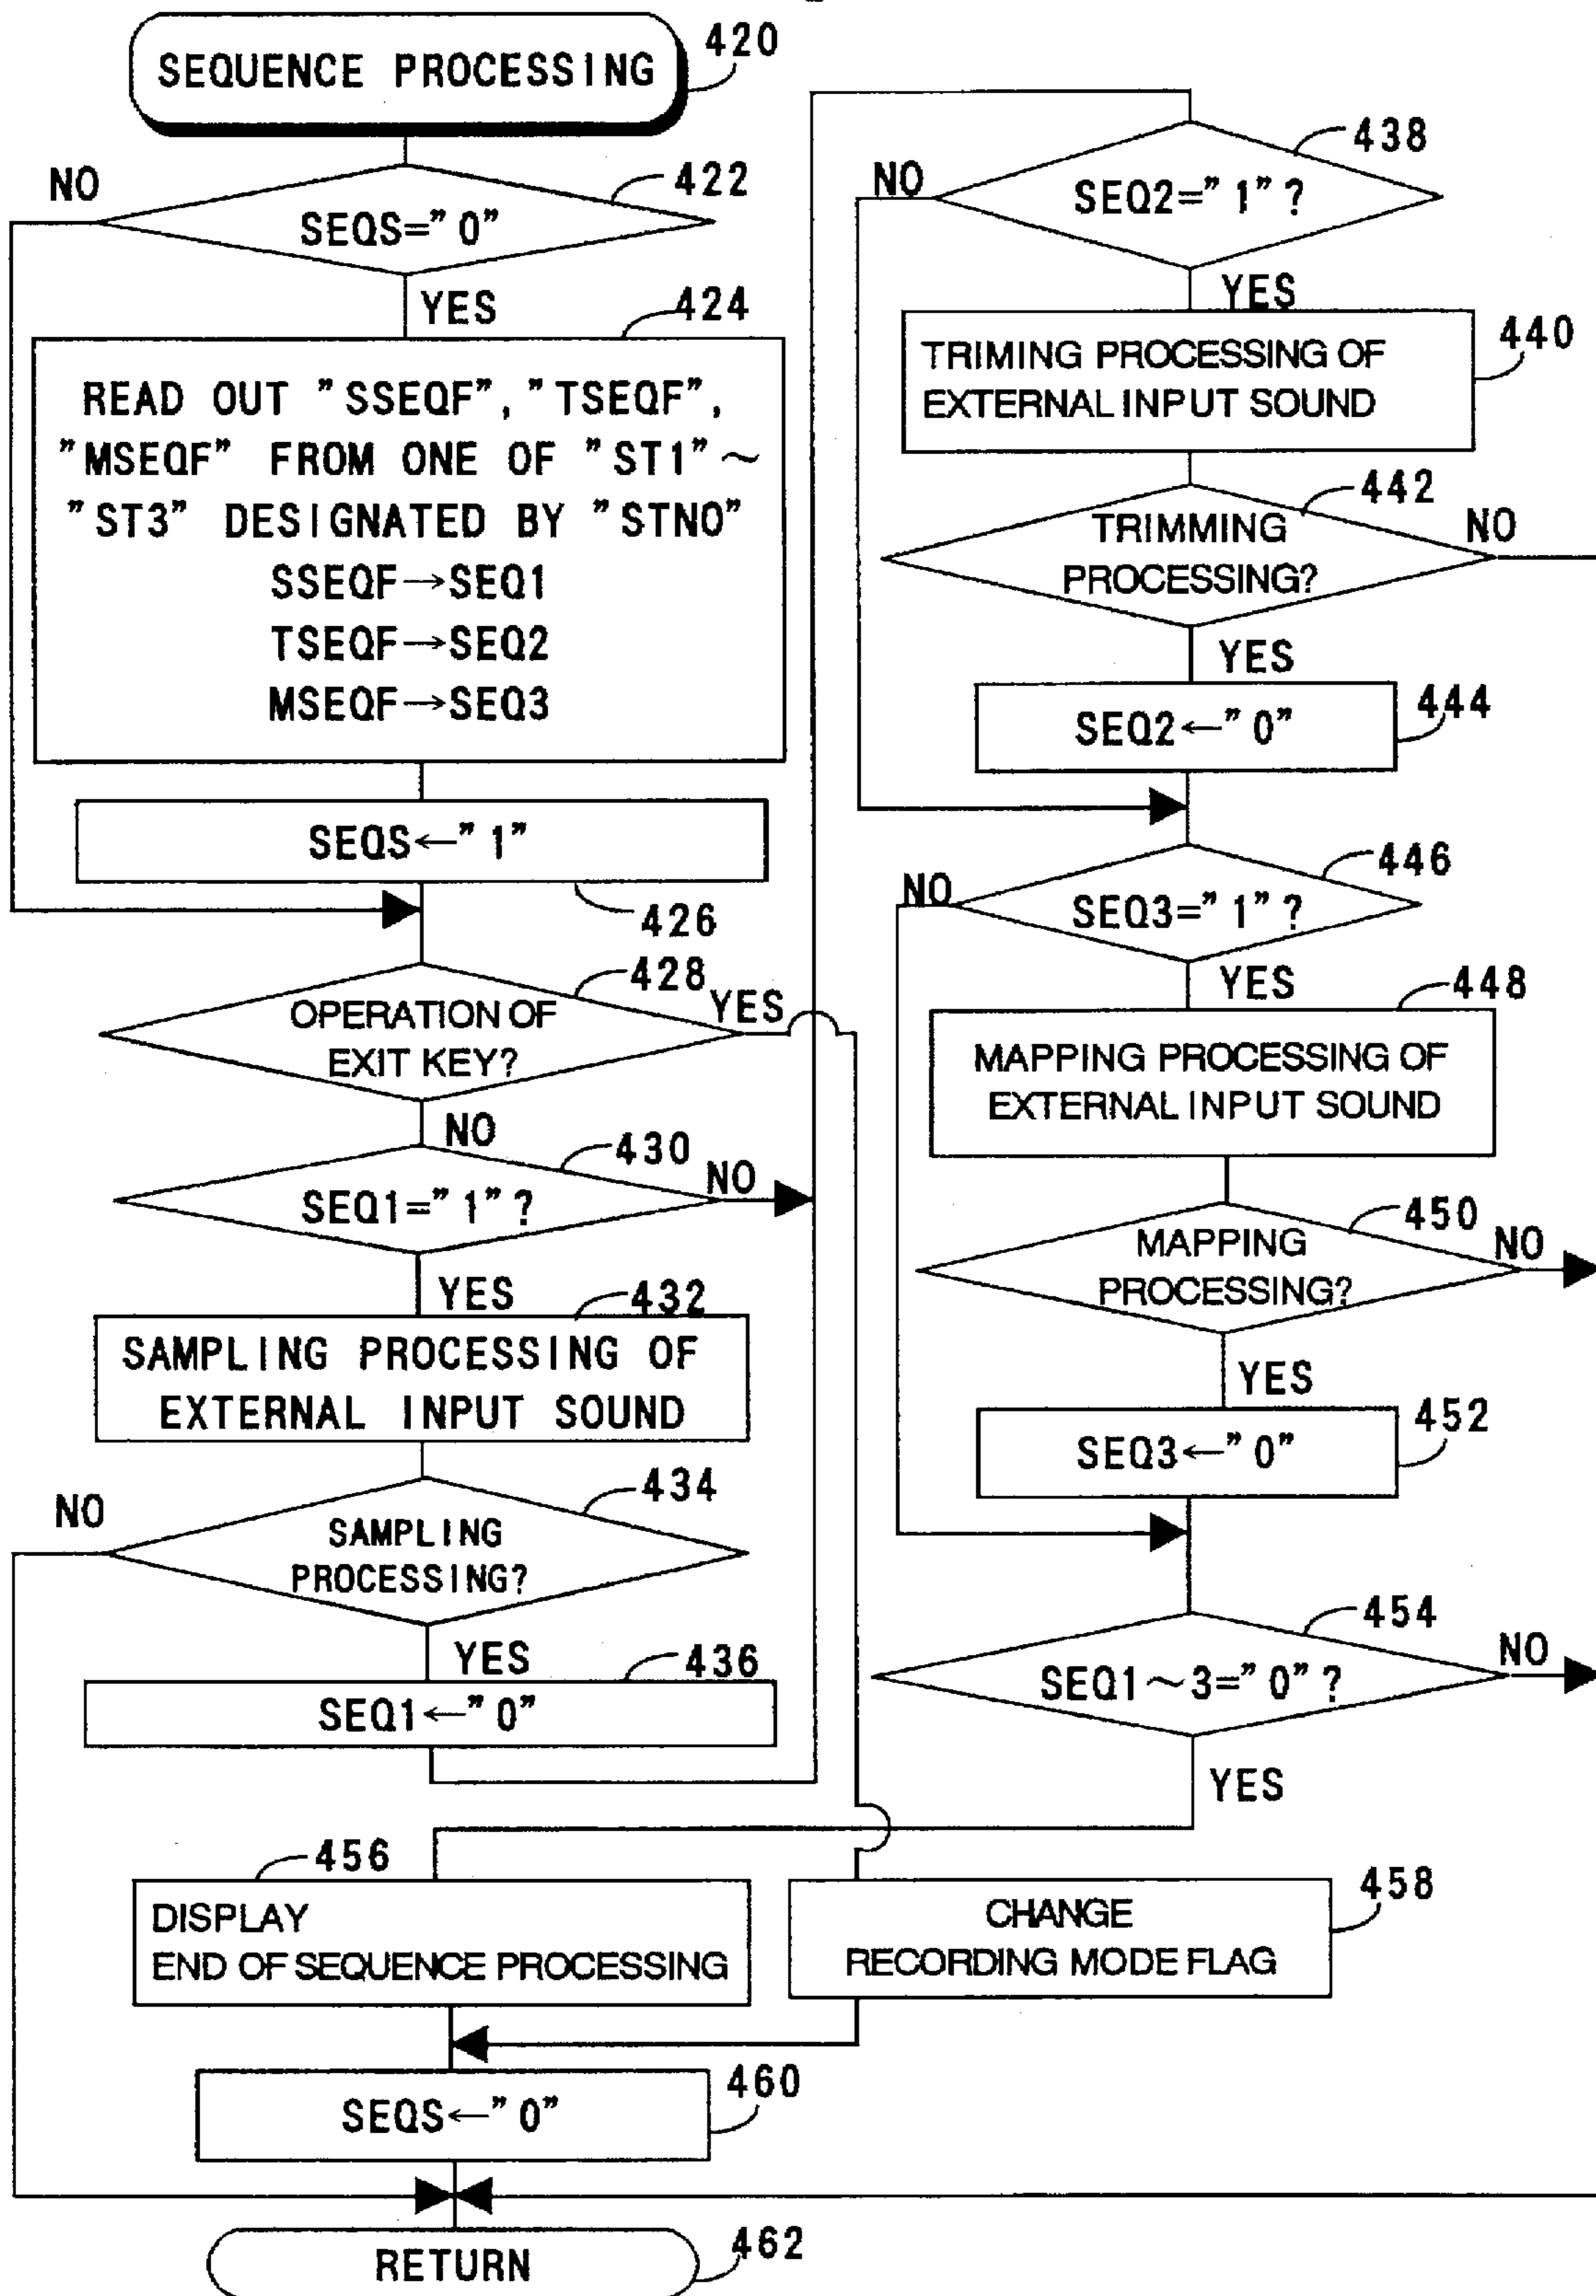 SEQUENCE PROCESSING
420
SEQS="0"
422
NO
YES
424
READ OUT "SSEQF", "TSEQF",
"MSEQF" FROM ONE OF "ST1"~
"ST3" DESIGNATED BY "STNO"
SSEQF→SEQ1
TSEQF→SEQ2
MSEQF→SEQ3
SEQS←"1"
426
428
OPERATION OF
EXIT KEY?
YES
NO
430
SEQ1="1"?
NO
YES
432
SAMPLING PROCESSING OF
EXTERNAL INPUT SOUND
434
NO
SAMPLING
PROCESSING?
YES
436
SEQ1←"0"
438
NO
SEQ2="1"?
YES
440
TRIMING PROCESSING OF
EXTERNAL INPUT SOUND
442
TRIMMING
PROCESSING?
NO
YES
444
SEQ2←"0"
446
NO
SEQ3="1"?
YES
448
MAPPING PROCESSING OF
EXTERNAL INPUT SOUND
450
MAPPING
PROCESSING?
NO
YES
452
SEQ3←"0"
454
SEQ1~3="0"?
NO
YES
456
DISPLAY
END OF SEQUENCE PROCESSING
458
CHANGE
RECORDING MODE FLAG
460
SEQS←"0"
RETURN
462